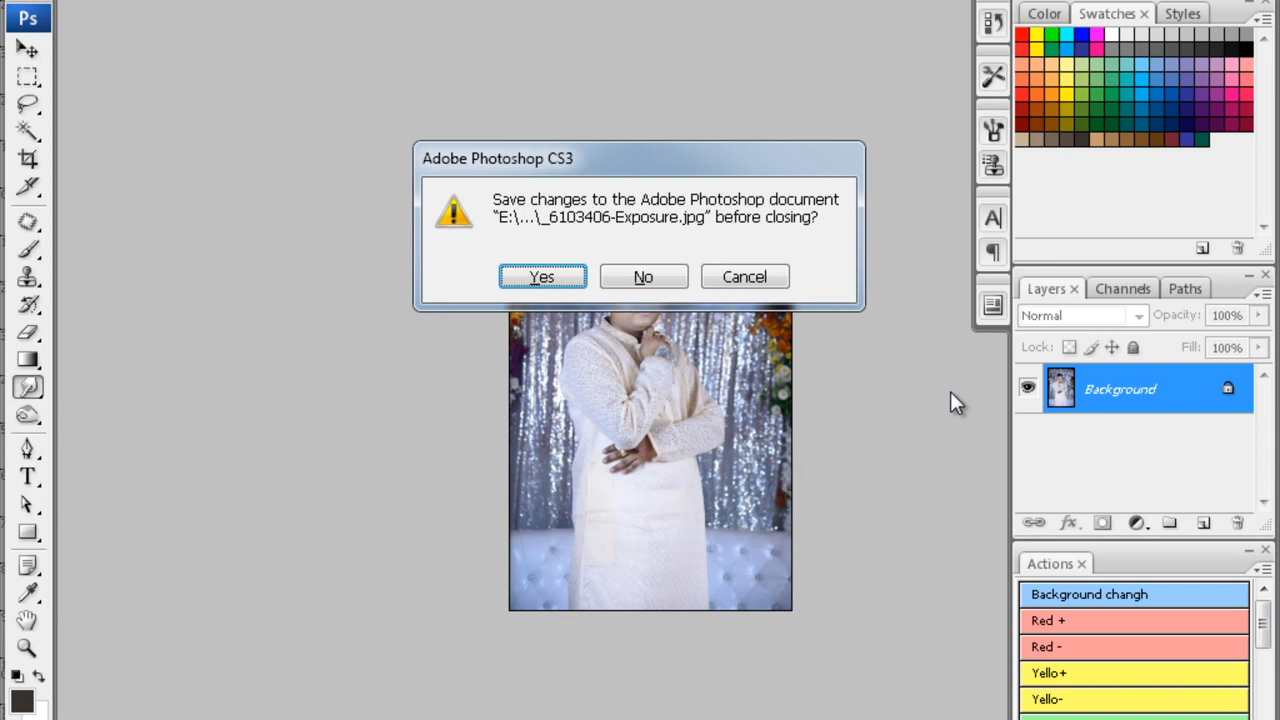 Ps
Color
Swatches
Styles
Adobe Photoshop CS3
Save changes to the Adobe Photoshop document
"E:\...\_6103406-Exposure.jpg" before closing?
Yes
No
Cancel
Layers
Channels
Paths
Normal
Opacity: 100%
Lock:
Fill: 100%
Background
Actions
Background changh
Red +
Red -
Yello+
Yello-